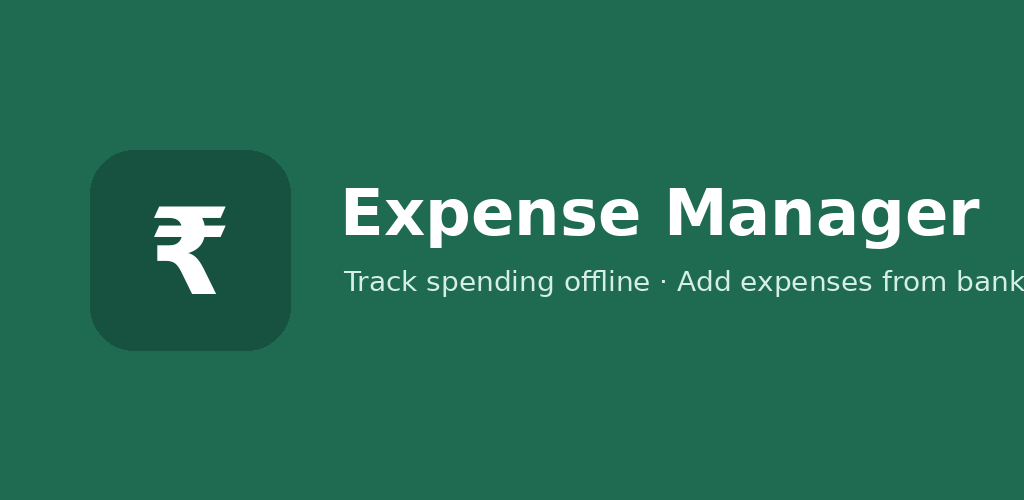 ₹
Expense Manager
Track spending offline · Add expenses from bank